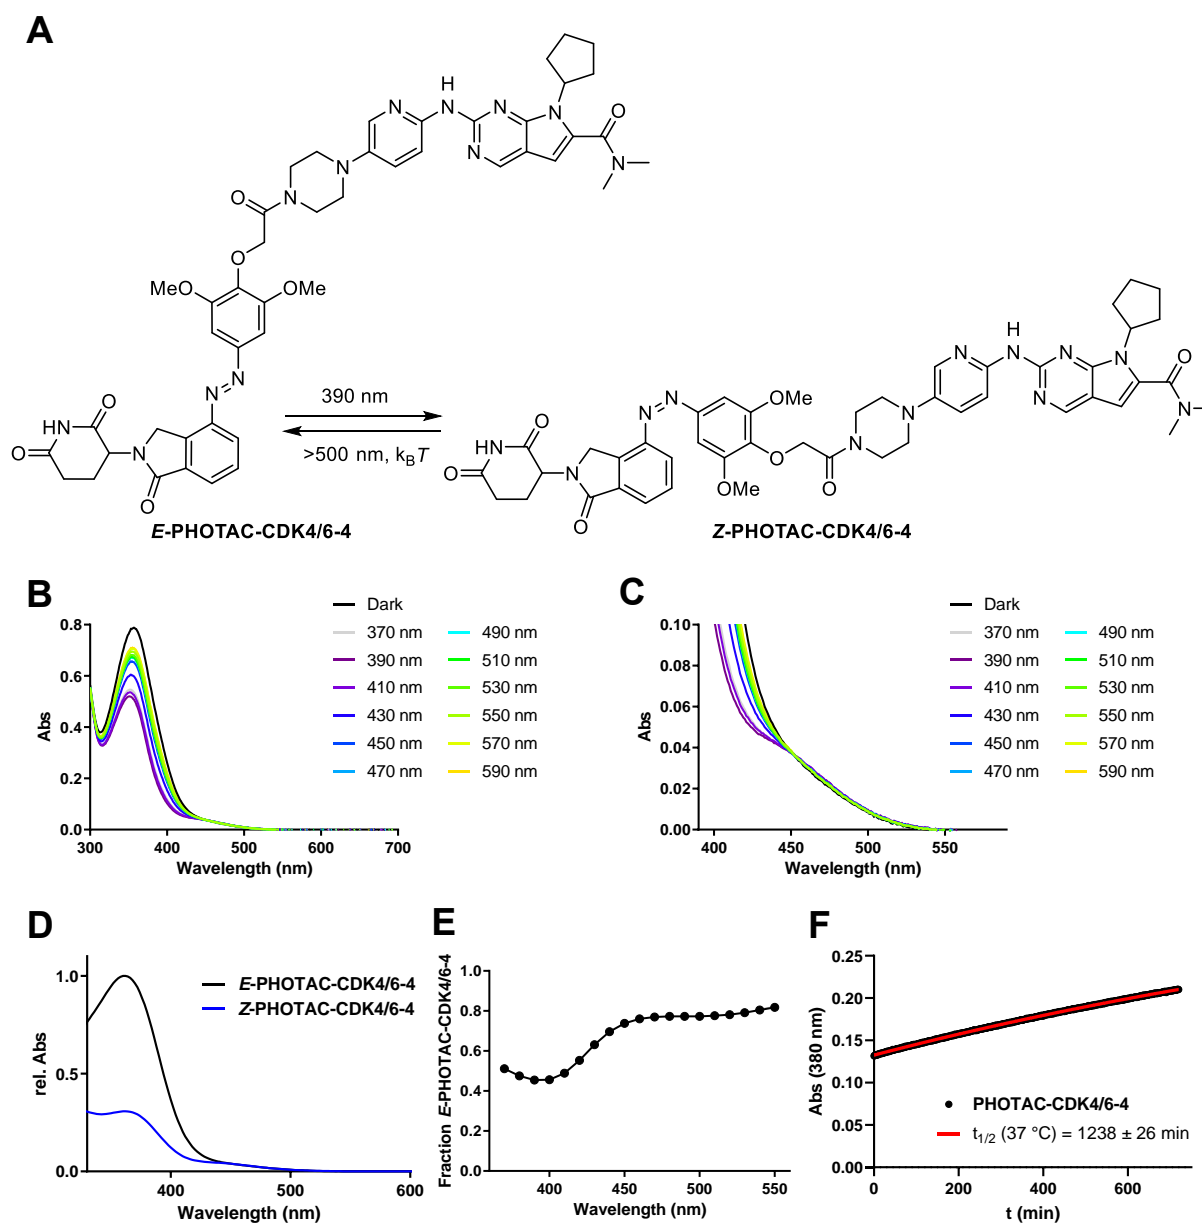 A
H
N
N
N
N
N
N
O
N
N
N
O
O
MeO
OMe
N
N
O
NH
O
N
O
390 nm
>500 nm, kBT
E-PHOTAC-CDK4/6-4
H
N
N
N
N
N
N
O
N
N
N
O
O
OMe
OMe
N
N
NH
O
O
N
O
Z-PHOTAC-CDK4/6-4
B
Dark
370 nm
390 nm
410 nm
430 nm
450 nm
470 nm
490 nm
510 nm
530 nm
550 nm
570 nm
590 nm
Abs
0.8
0.6
0.4
0.2
0.0
300 400 500 600 700
Wavelength (nm)
C
Dark
370 nm
390 nm
410 nm
430 nm
450 nm
470 nm
490 nm
510 nm
530 nm
550 nm
570 nm
590 nm
Abs
0.10
0.08
0.06
0.04
0.02
0.00
400 450 500 550
Wavelength (nm)
D
E-PHOTAC-CDK4/6-4
Z-PHOTAC-CDK4/6-4
rel. Abs
1.0
0.5
0.0
400 500 600
Wavelength (nm)
E
Fraction E-PHOTAC-CDK4/6-4
1.0
0.8
0.6
0.4
0.2
0.0
400 450 500 550
Wavelength (nm)
F
Abs (380 nm)
0.25
0.20
0.15
0.10
0.05
0.00
PHOTAC-CDK4/6-4
t1/2 (37 °C) = 1238 ± 26 min
0 200 400 600
t (min)